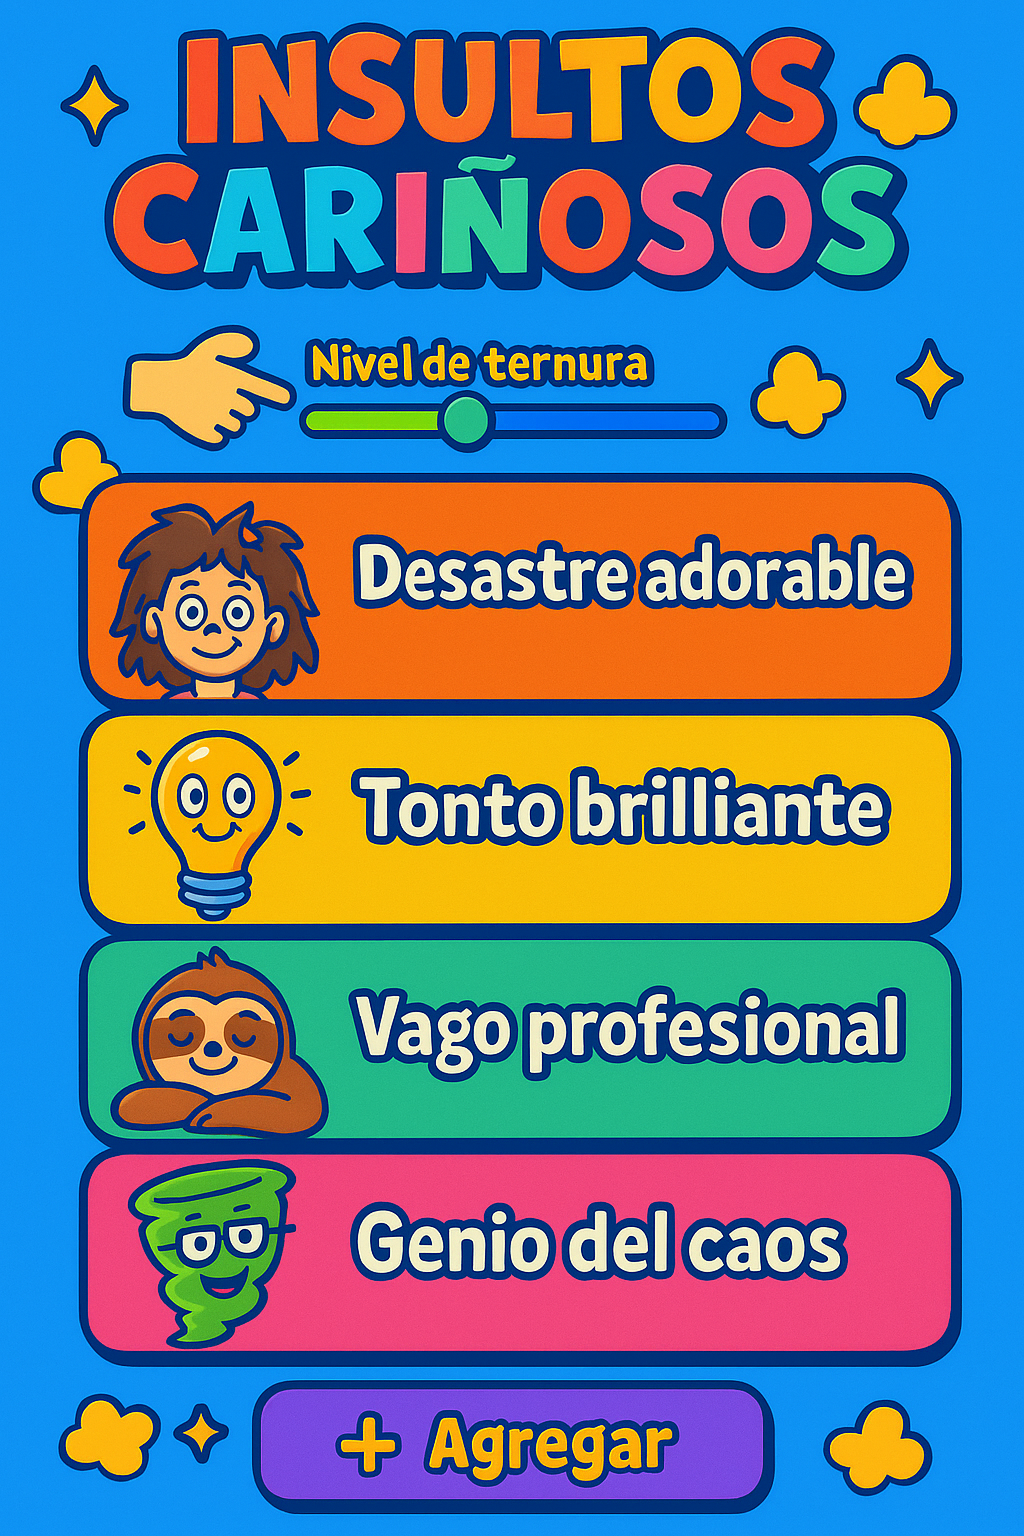 INSULTOS
CARIÑOSOS
Nivel de ternura
Desastre adorable
Tonto brilliante
Vago profesional
Genio del caos
+ Agregar